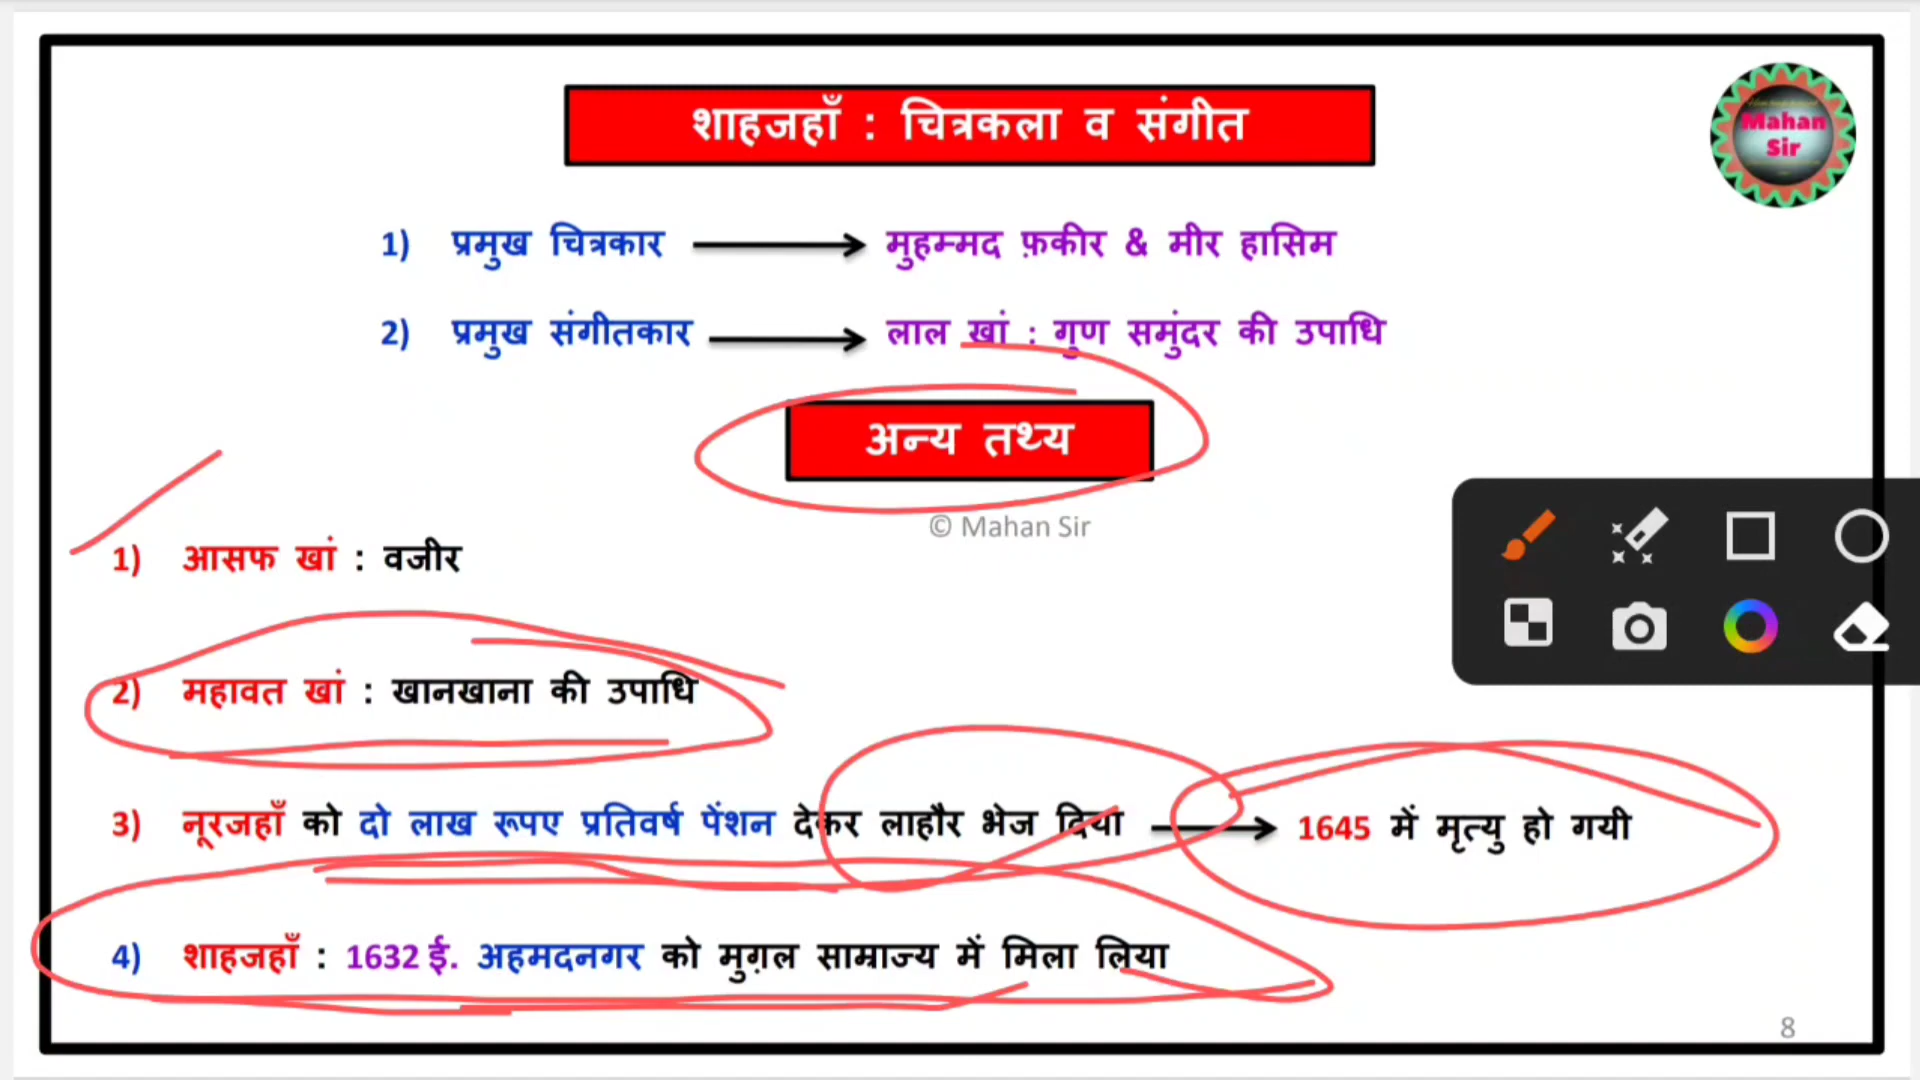 शाहजहाँ : चित्रकला व संगीत
Mahan
Sir
1) प्रमुख चित्रकार → मुहम्मद फ़कीर & मीर हासिम
2) प्रमुख संगीतकार → लाल खां : गुण समुंदर की उपाधि
अन्य तथ्य
© Mahan Sir
1) आसफ खां : वजीर
2) महावत खां : खानखाना की उपाधि
3) नूरजहाँ को दो लाख रूपए प्रतिवर्ष पेंशन देकर लाहौर भेज दिया → 1645 में मृत्यु हो गयी
4) शाहजहाँ : 1632 ई. अहमदनगर को मुग़ल साम्राज्य में मिला लिया
8